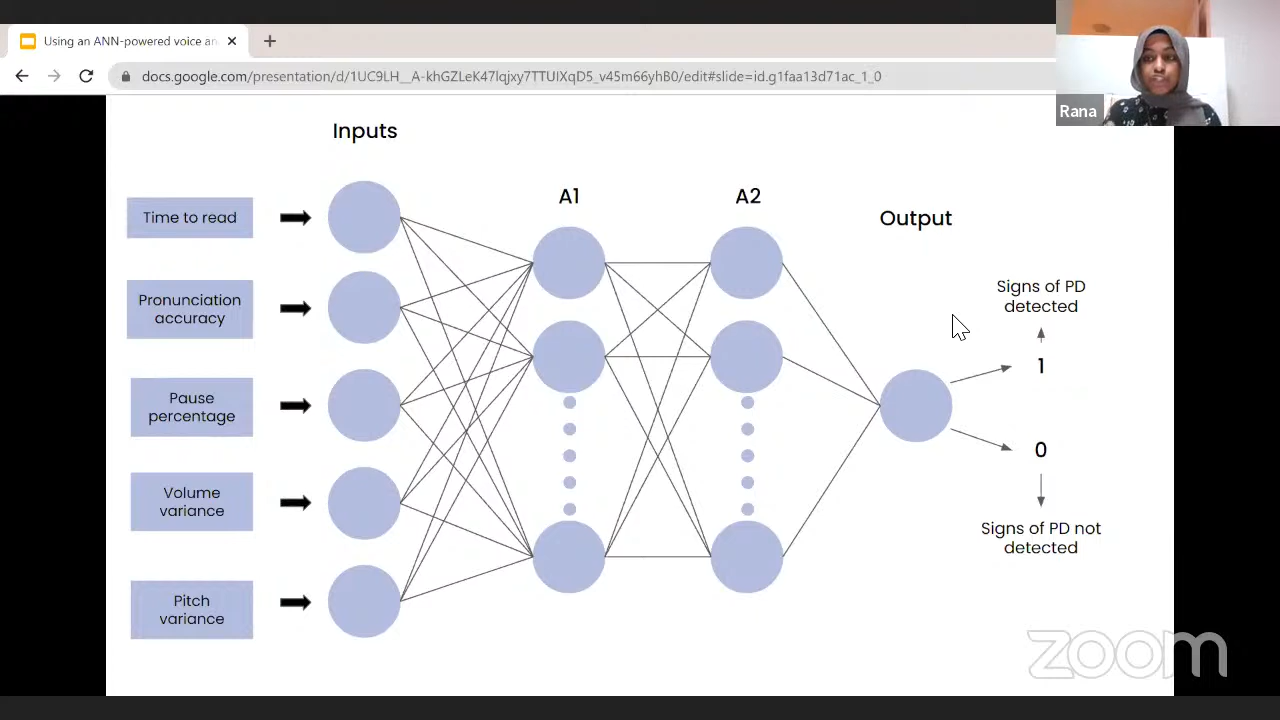 Using an ANN-powered voice an
docs.google.com/presentation/d/1UC9LH__A-khGZLeK47lqjxy7TTUIXqD5_v45m66yhB0/edit#slide=id.g1faa13d71ac_1_0
Rana
Inputs
A1
A2
Output
Time to read
Pronunciation
accuracy
Pause
percentage
Volume
variance
Pitch
variance
Signs of PD
detected
1
0
Signs of PD not
detected
zoom